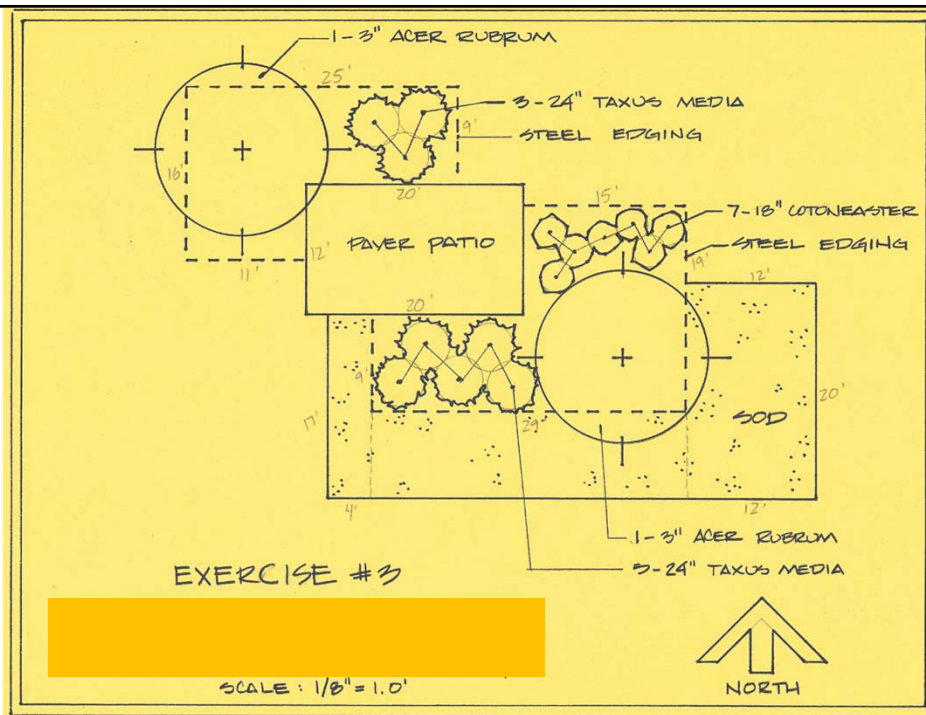 1-3" ACER RUBRUM
25'
3-24" TAXUS MEDIA
9'
STEEL EDGING
16'
20'
15'
7-18" COTONEASTER
PAVER PATIO
12'
STEEL EDGING
19'
11'
12'
20'
9'
17'
29'
SOD
20'
4'
12'
1-3" ACER RUBRUM
5-24" TAXUS MEDIA
EXERCISE #3
SCALE: 1/8"=1.0'
NORTH